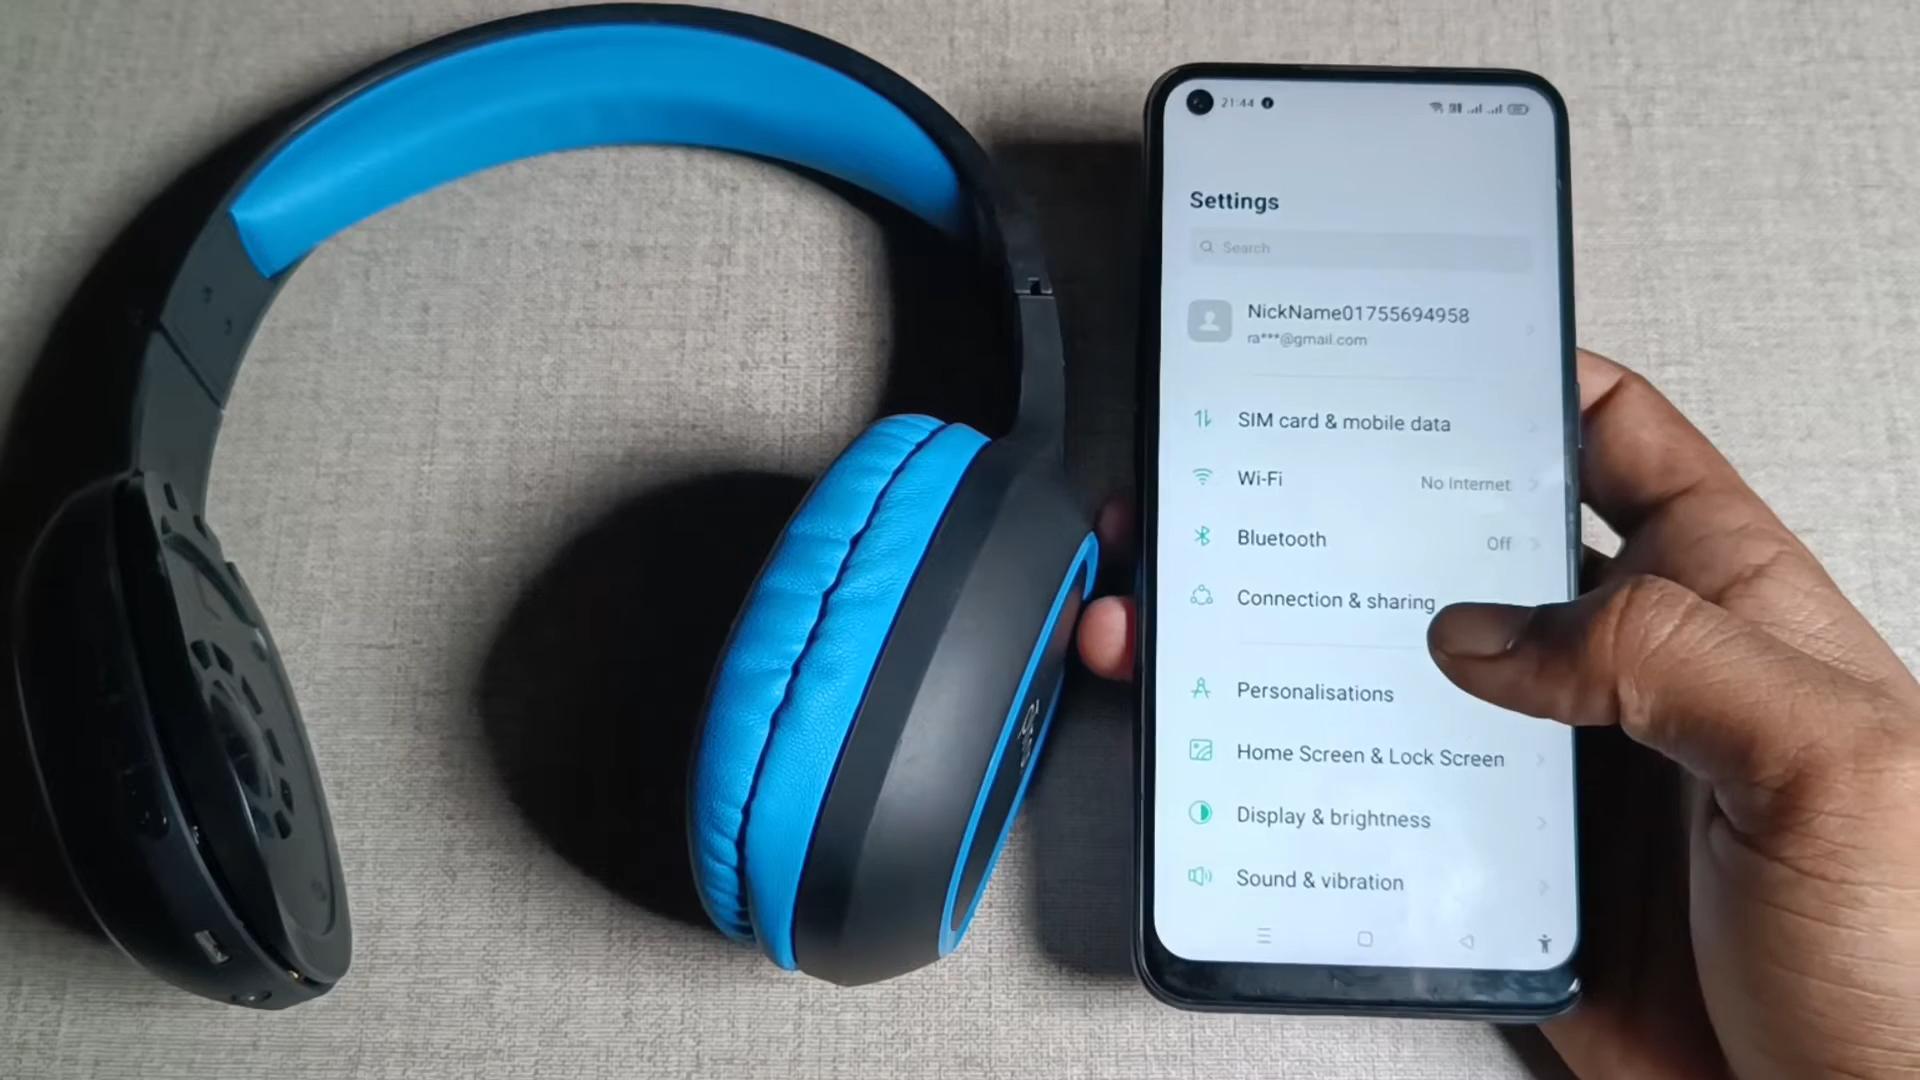 21:44
Settings
Search
NickName01755694958
ra***@gmail.com
SIM card & mobile data
Wi-Fi No Internet
Bluetooth Off
Connection & sharing
Personalisations
Home Screen & Lock Screen
Display & brightness
Sound & vibration